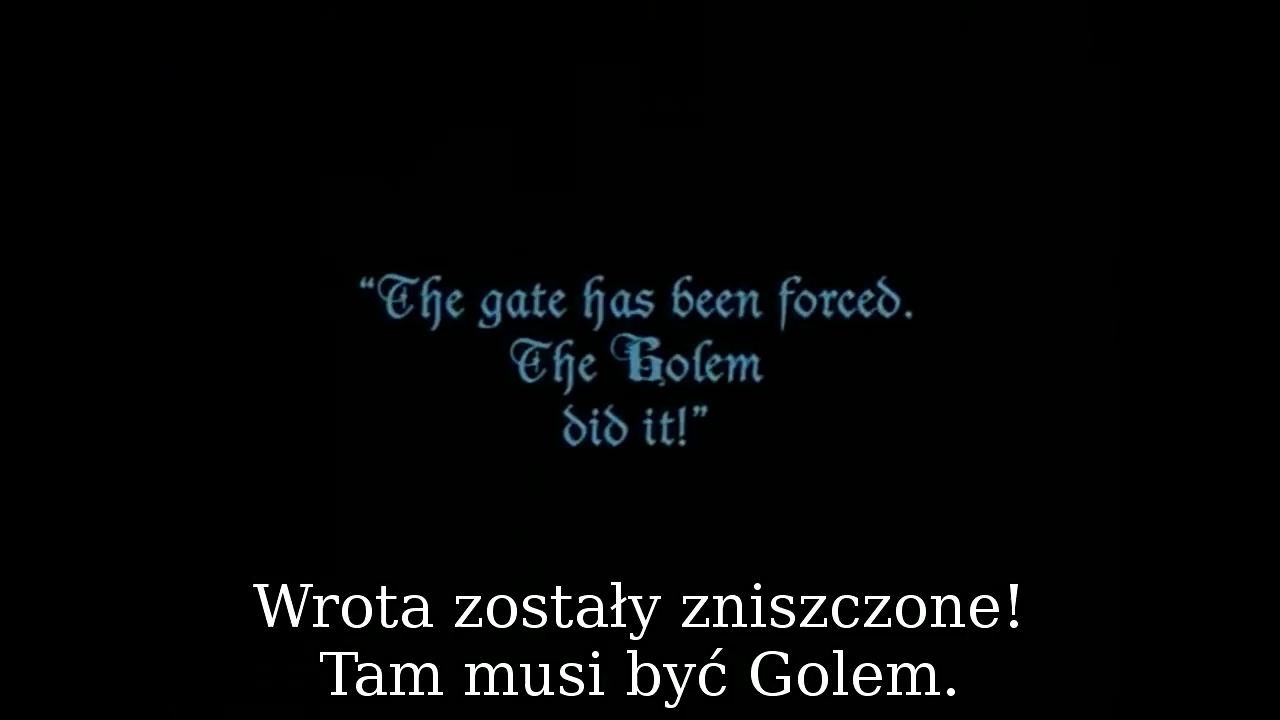 “The gate has been forced.
The Golem
did it!”
Wrota zostały zniszczone!
Tam musi być Golem.